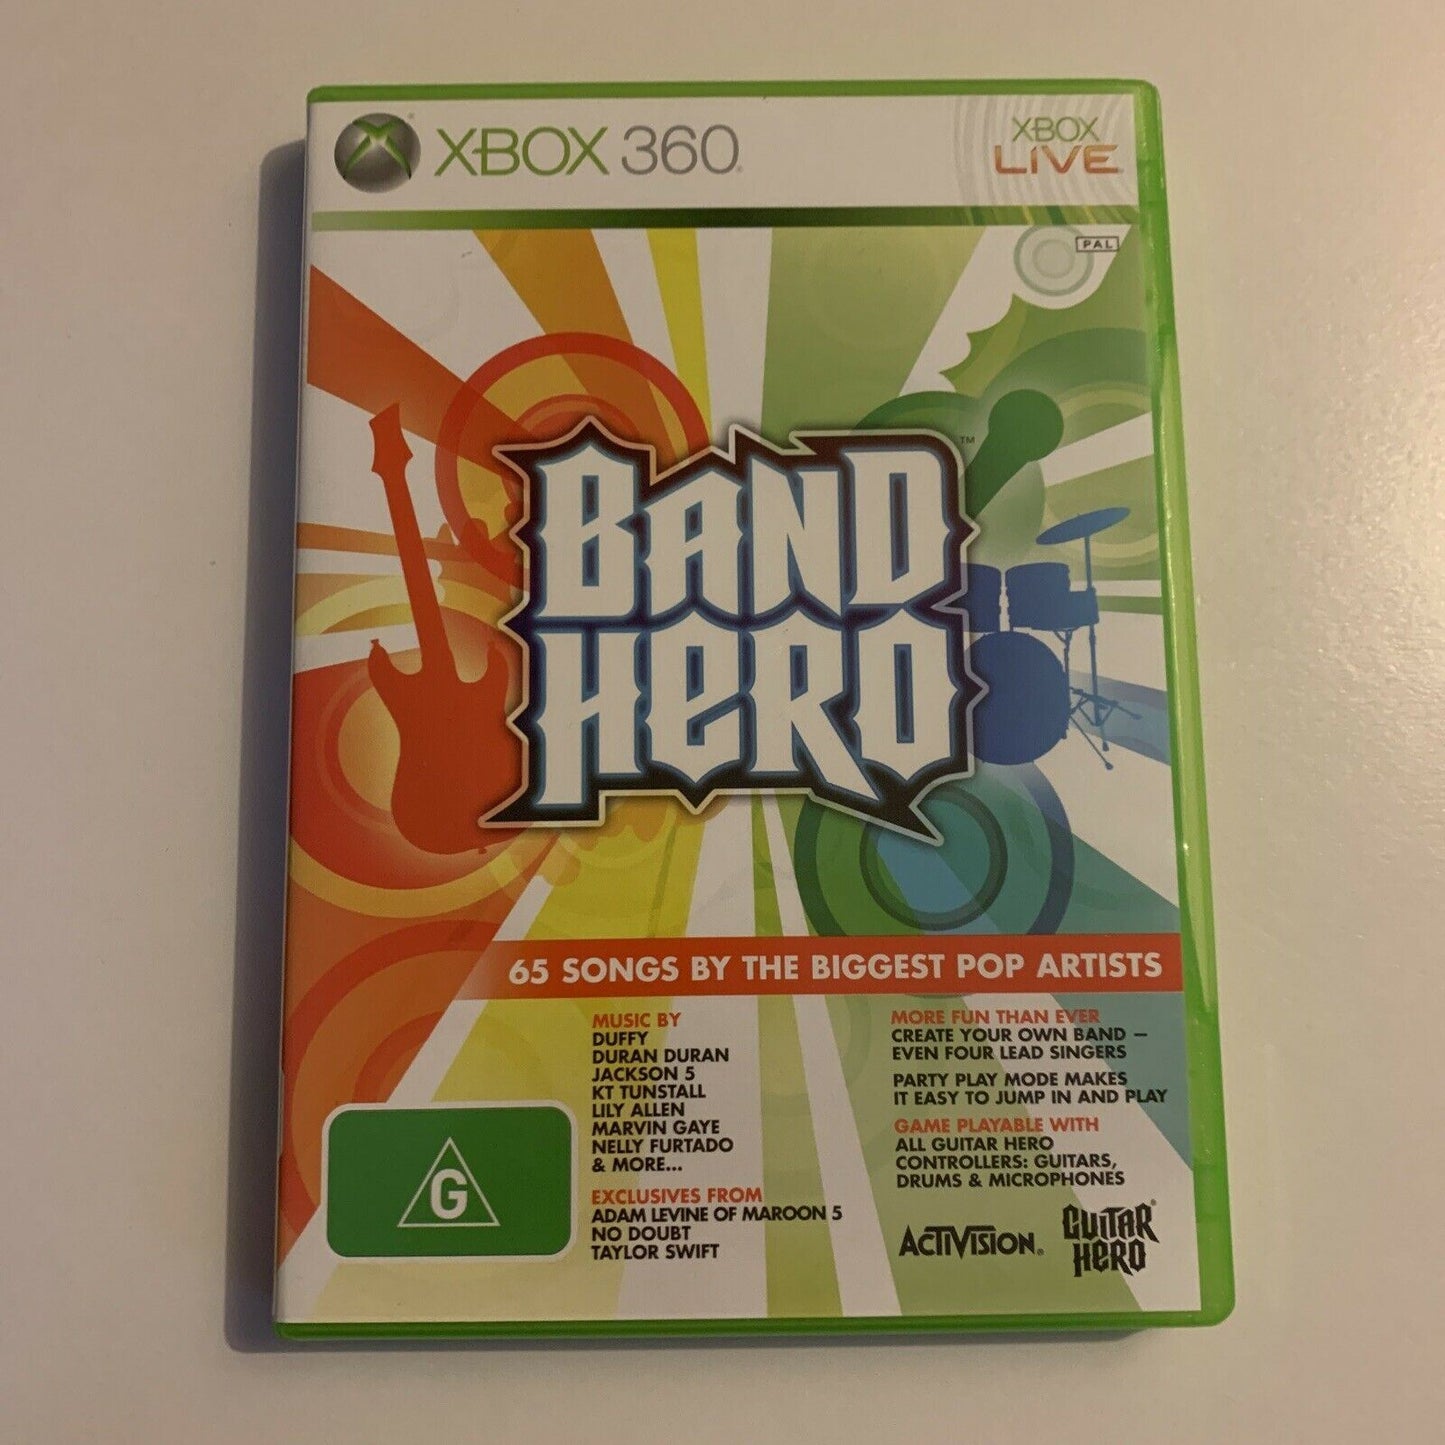 XBOX 360
XBOX
LIVE
PAL
BAND
HERO
™
65 SONGS BY THE BIGGEST POP ARTISTS
MUSIC BY
DUFFY
DURAN DURAN
JACKSON 5
KT TUNSTALL
LILY ALLEN
MARVIN GAYE
NELLY FURTADO
& MORE...
EXCLUSIVES FROM
ADAM LEVINE OF MAROON 5
NO DOUBT
TAYLOR SWIFT
MORE FUN THAN EVER
CREATE YOUR OWN BAND –
EVEN FOUR LEAD SINGERS
PARTY PLAY MODE MAKES
IT EASY TO JUMP IN AND PLAY
GAME PLAYABLE WITH
ALL GUITAR HERO
CONTROLLERS: GUITARS,
DRUMS & MICROPHONES
G
ACTIVISION®
GUITAR®
HERO